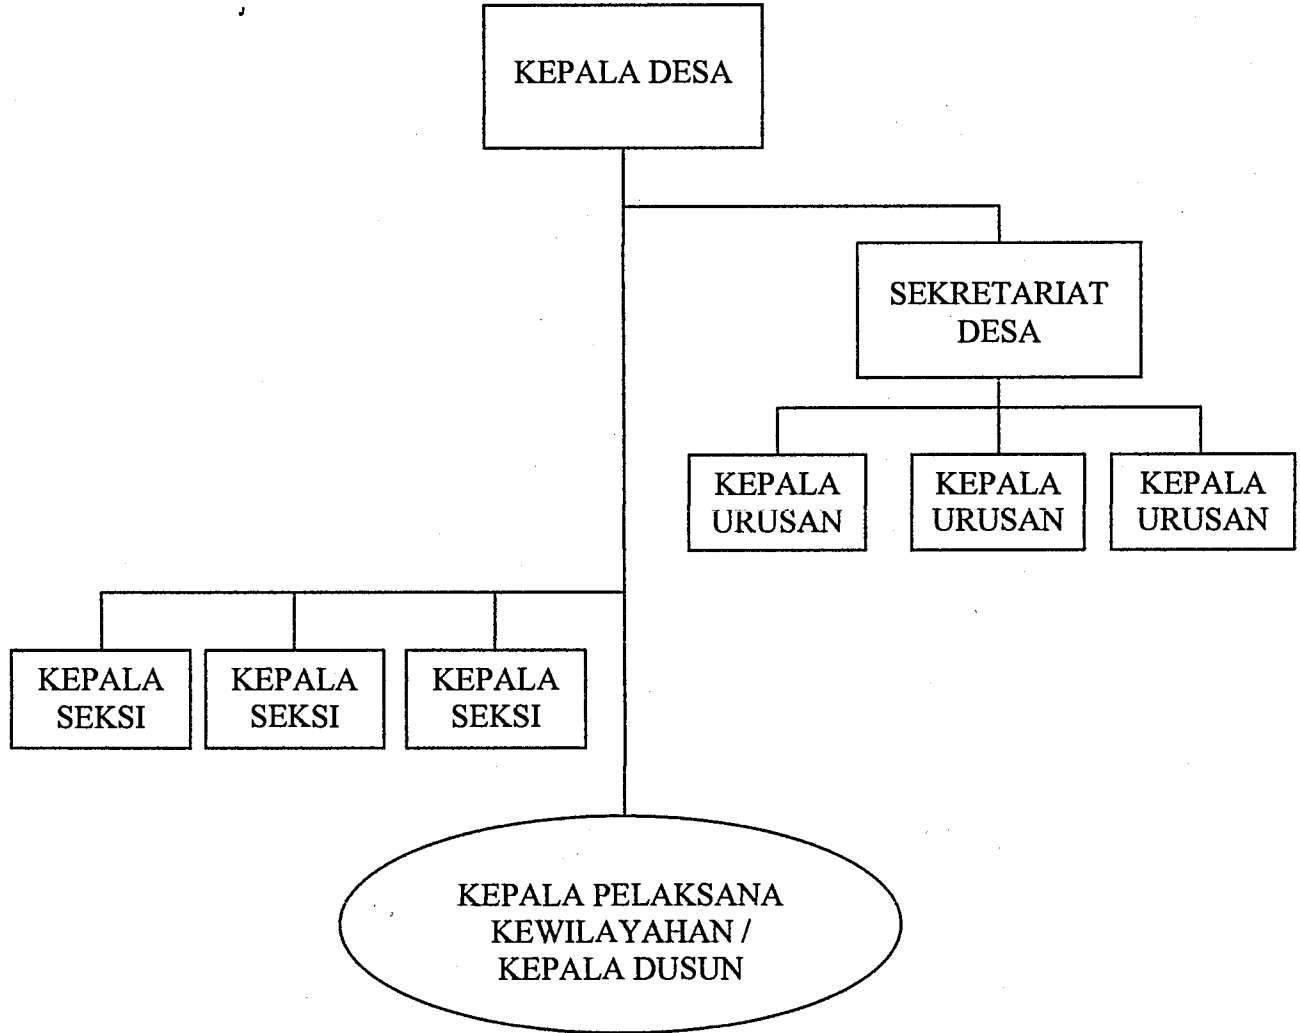 KEPALA DESA
SEKRETARIAT
DESA
KEPALA
URUSAN
KEPALA
URUSAN
KEPALA
URUSAN
KEPALA
SEKSI
KEPALA
SEKSI
KEPALA
SEKSI
KEPALA PELAKSANA
KEWILAYAHAN /
KEPALA DUSUN